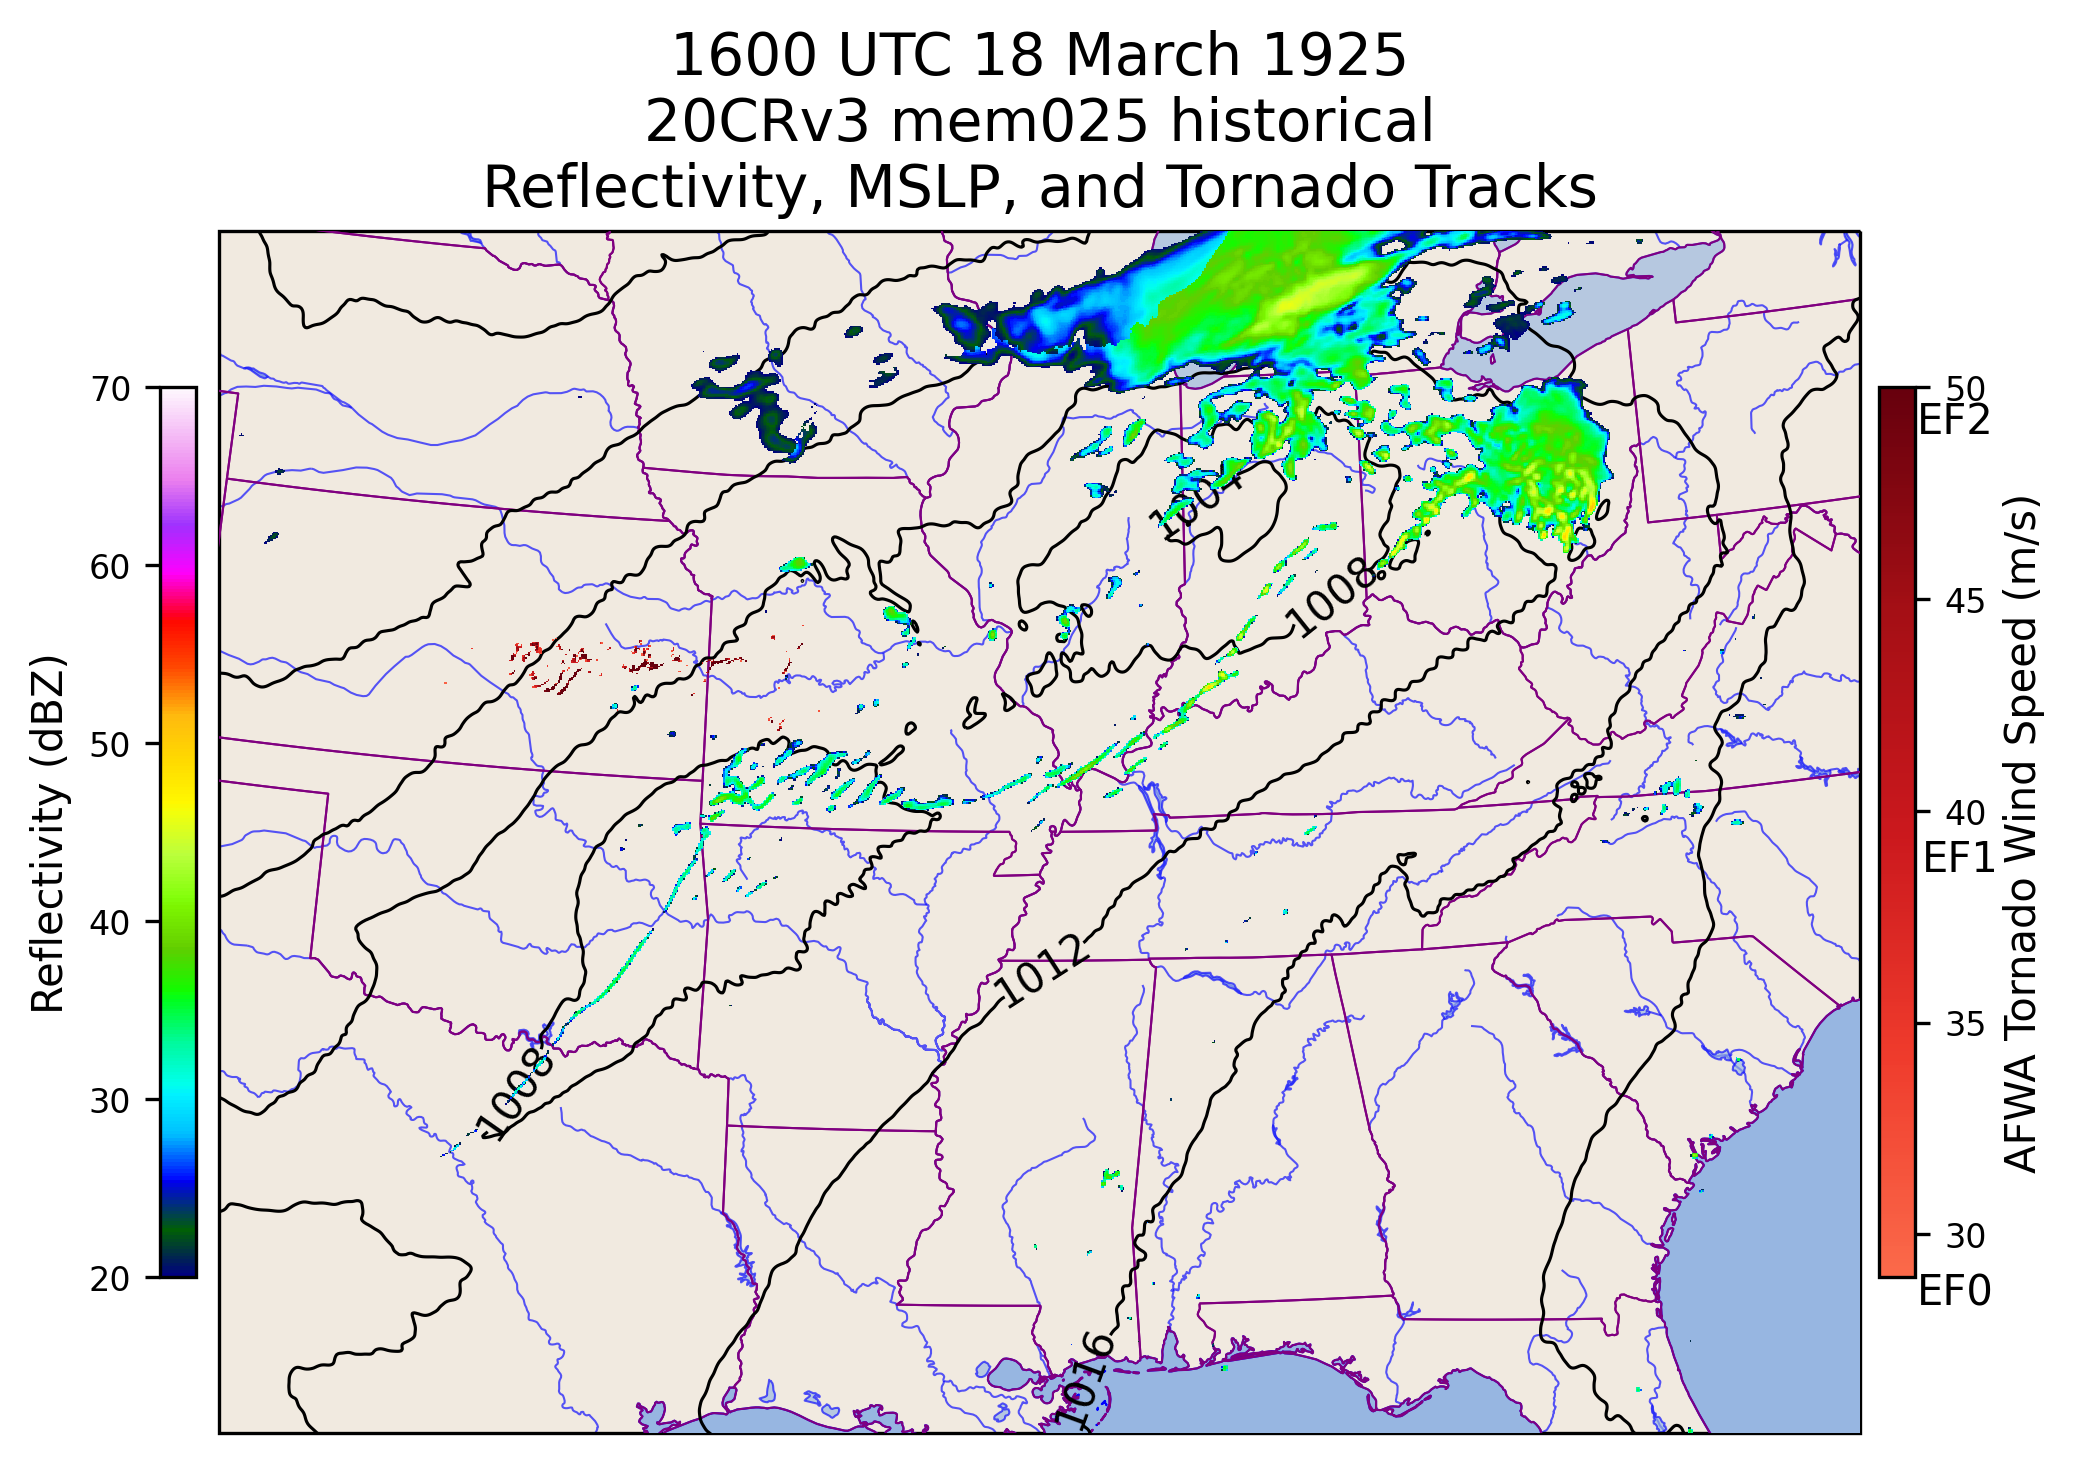 1600 UTC 18 March 1925
20CRv3 mem025 historical
Reflectivity, MSLP, and Tornado Tracks
70
60
50
40
30
20
Reflectivity (dBZ)
1004
1008
1008
1012
1016
50
EF2
45
40
EF1
35
30
EF0
AFWA Tornado Wind Speed (m/s)